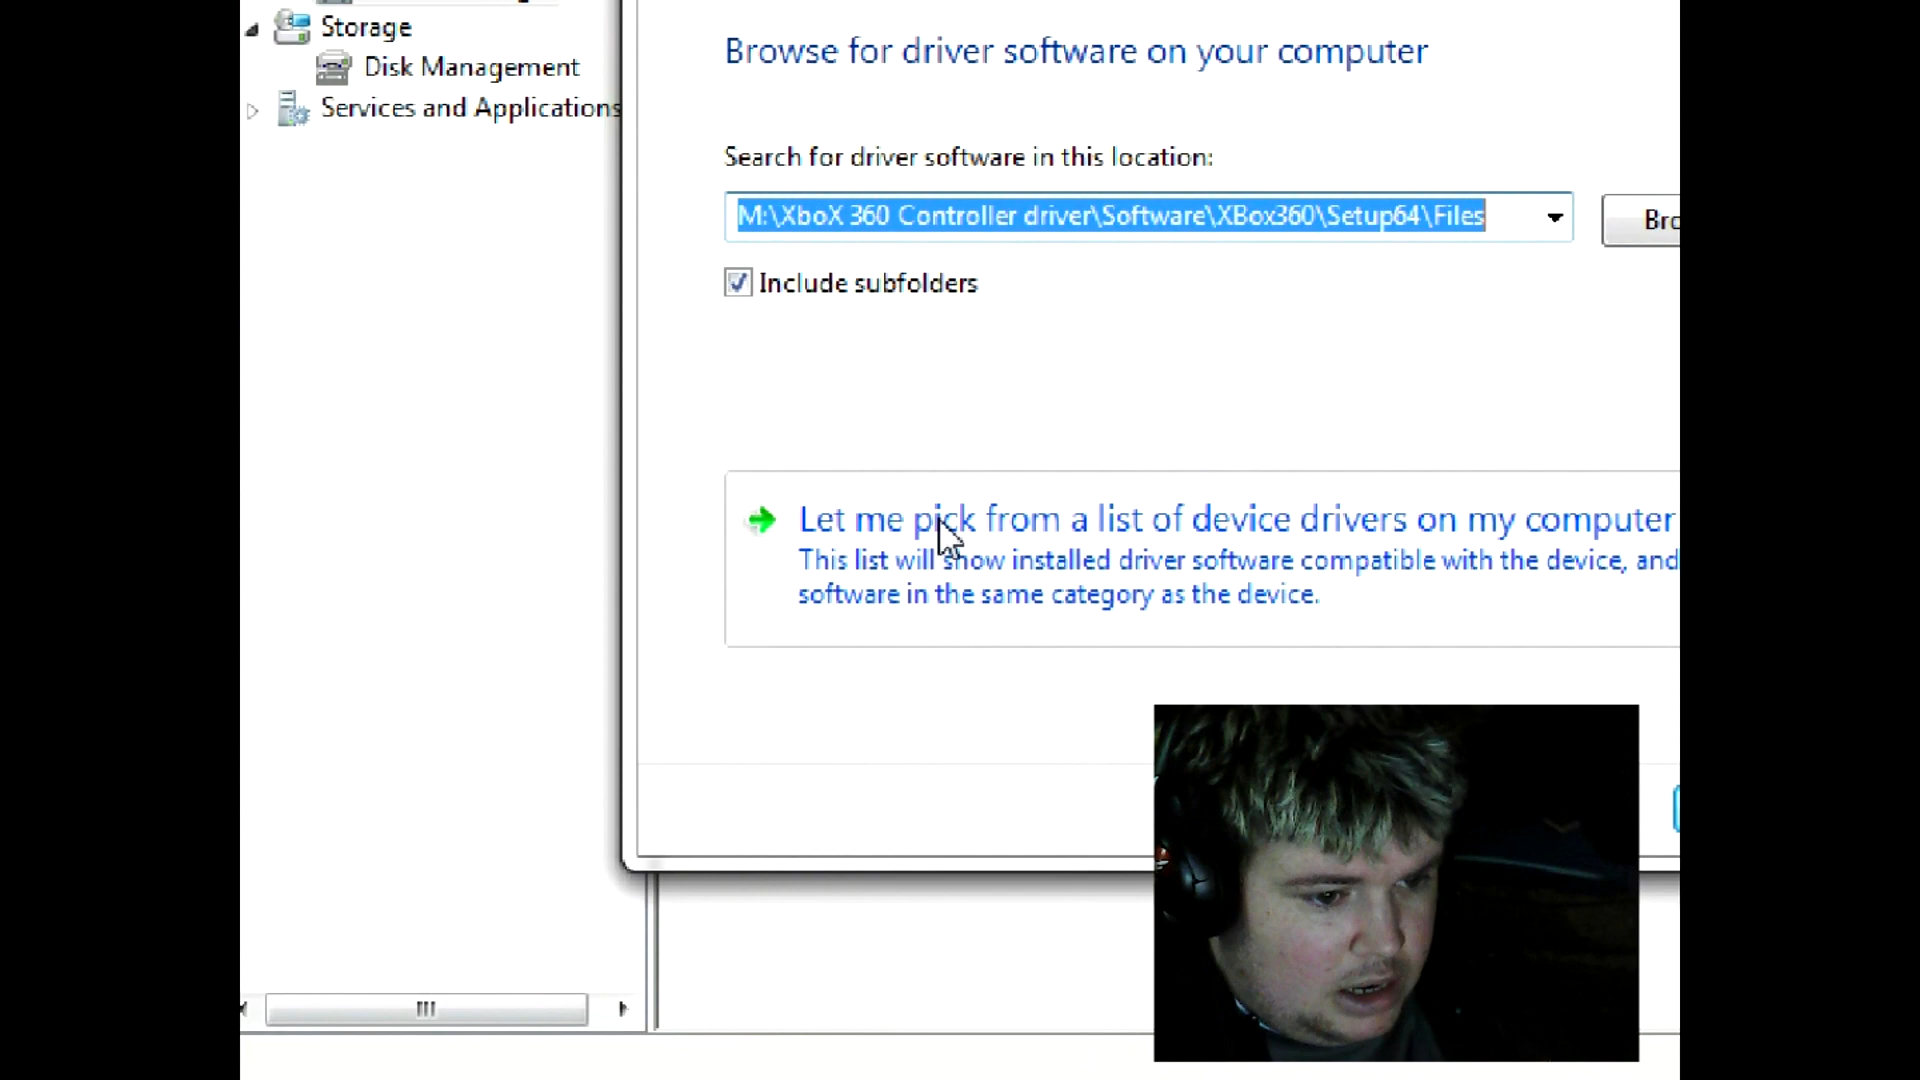 Storage
Disk Management
Services and Applications
Browse for driver software on your computer
Search for driver software in this location:
M:\XboX 360 Controller driver\Software\XBox360\Setup64\Files
Bro
Include subfolders
Let me pick from a list of device drivers on my computer
This list will show installed driver software compatible with the device, and
software in the same category as the device.